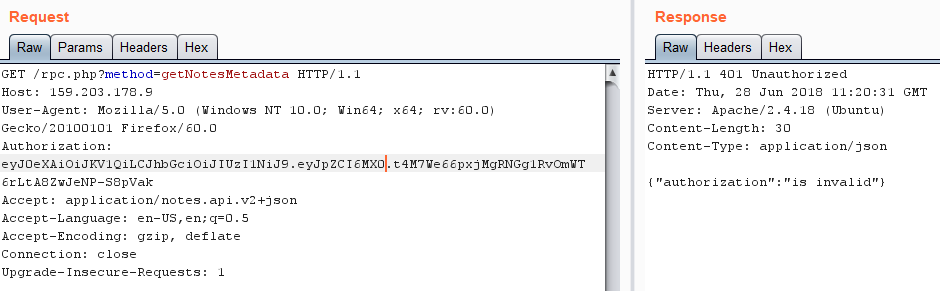 Request
Response
Raw Params Headers Hex
Raw Headers Hex
GET /rpc.php?method=getNotesMetadata HTTP/1.1
Host: 159.203.178.9
User-Agent: Mozilla/5.0 (Windows NT 10.0; Win64; x64; rv:60.0)
Gecko/20100101 Firefox/60.0
Authorization:
eyJ0eXAiOiJKV1QiLCJhbGciOiJIUzI1NiJ9.eyJpZCI6MX0.t4M7We66pxjMgRNGg1RvOmWT
6rLtA8ZwJeNP-S8pVak
Accept: application/notes.api.v2+json
Accept-Language: en-US,en;q=0.5
Accept-Encoding: gzip, deflate
Connection: close
Upgrade-Insecure-Requests: 1
HTTP/1.1 401 Unauthorized
Date: Thu, 28 Jun 2018 11:20:31 GMT
Server: Apache/2.4.18 (Ubuntu)
Content-Length: 30
Content-Type: application/json
{"authorization":"is invalid"}